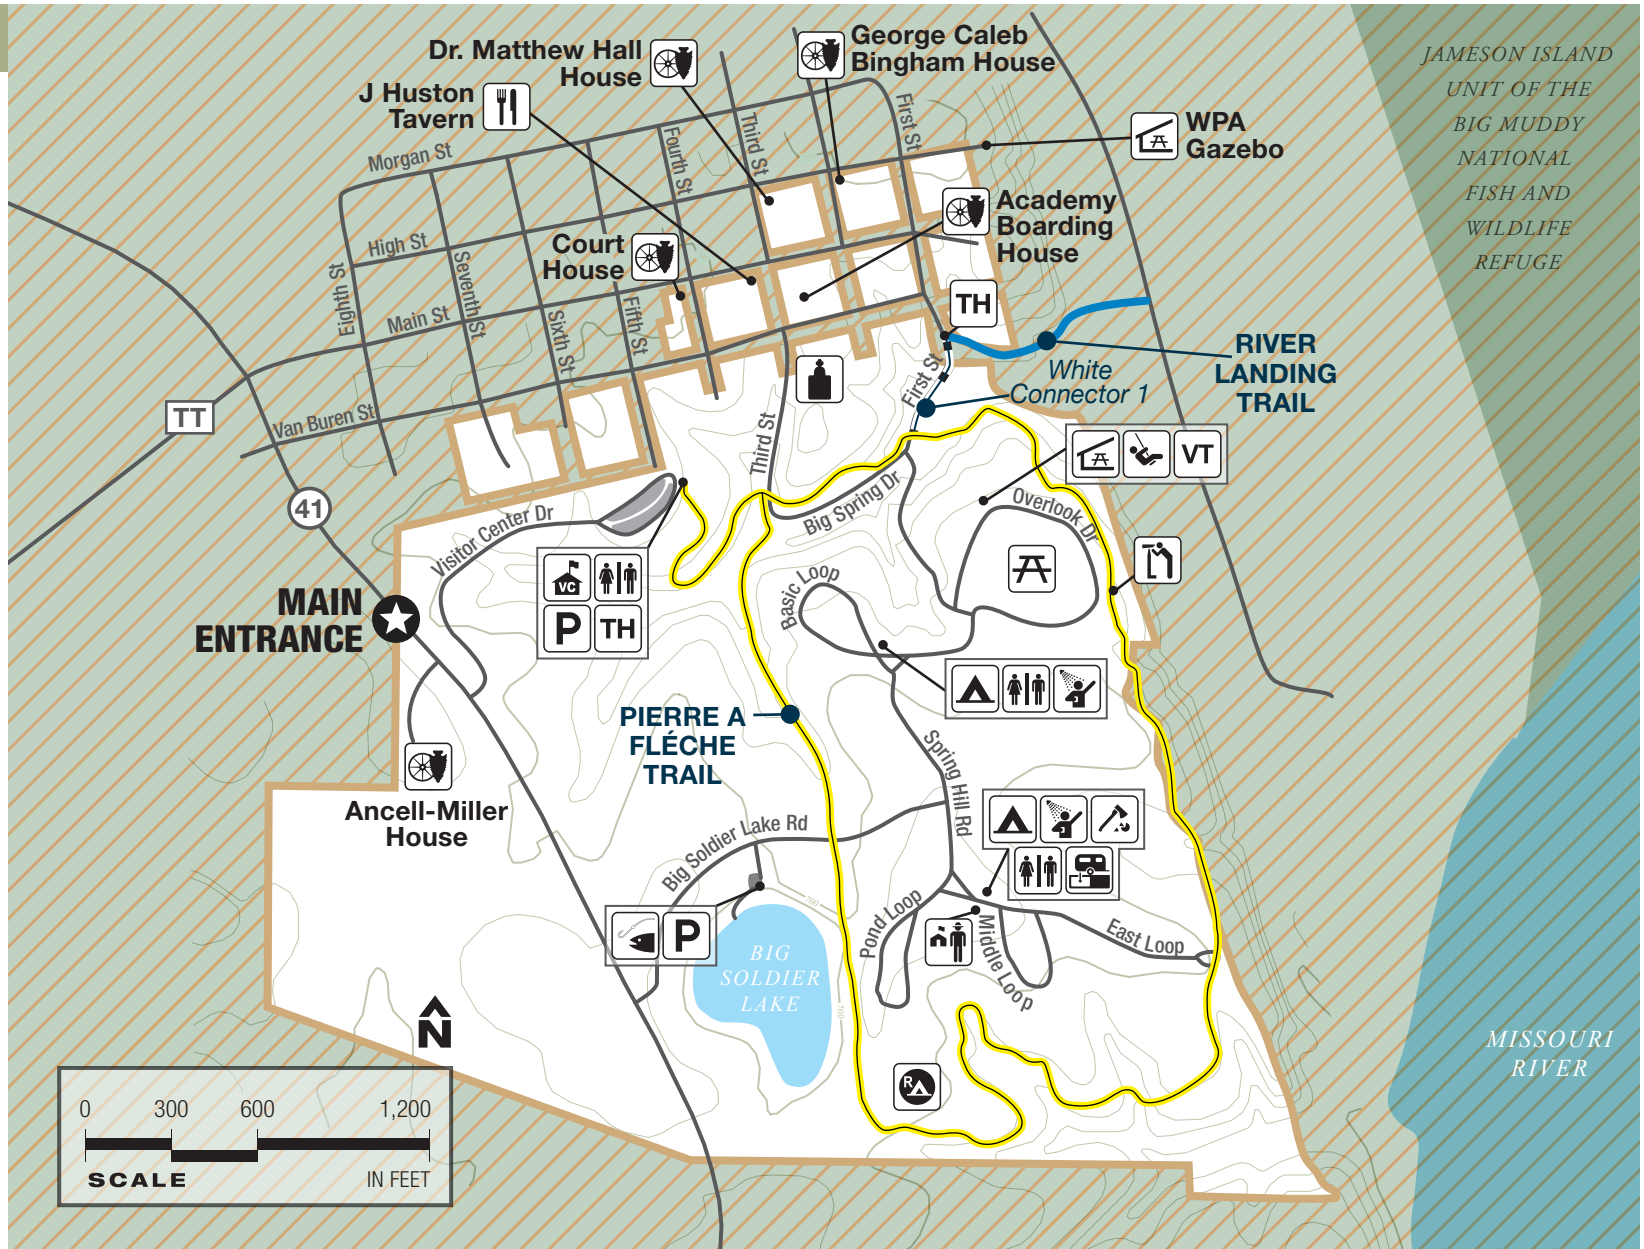 Dr. Matthew Hall
House
George Caleb
Bingham House
J Huston
Tavern
WPA
Gazebo
JAMESON ISLAND
UNIT OF THE
BIG MUDDY
NATIONAL
FISH AND
WILDLIFE
REFUGE
Morgan St
Fourth St
Third St
First St
Academy
Boarding
House
Court
House
High St
Eighth St
Seventh St
Main St
Sixth St
Fifth St
TH
RIVER
LANDING
TRAIL
White
Connector 1
First St
TT
Van Buren St
Third St
VT
41
Visitor Center Dr
Big Spring Dr
Overlook Dr
VC
P
TH
MAIN
ENTRANCE
Basic Loop
PIERRE A
FLÉCHE
TRAIL
Spring Hill Rd
Ancell-Miller
House
Big Soldier Lake Rd
700
Pond Loop
Middle Loop
East Loop
P
BIG
SOLDIER
LAKE
700
N
R
MISSOURI
RIVER
0 300 600 1,200
SCALE IN FEET